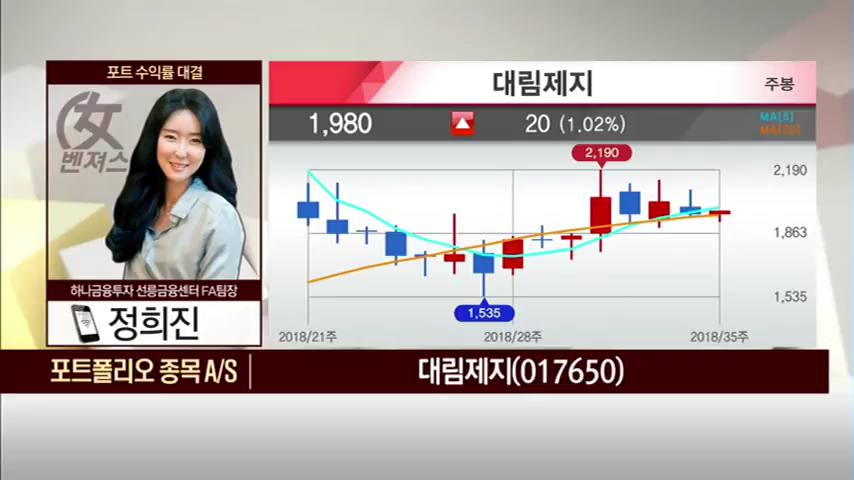 포트 수익률 대결
女
벤져스
하나금융투자 선릉금융센터 FA팀장
정희진
대림제지
주봉
1,980
20 (1.02%)
MA[5]
MA[20]
2,190
2,190
1,863
1,535
1,535
2018/21주
2018/28주
2018/35주
포트폴리오 종목 A/S
대림제지(017650)